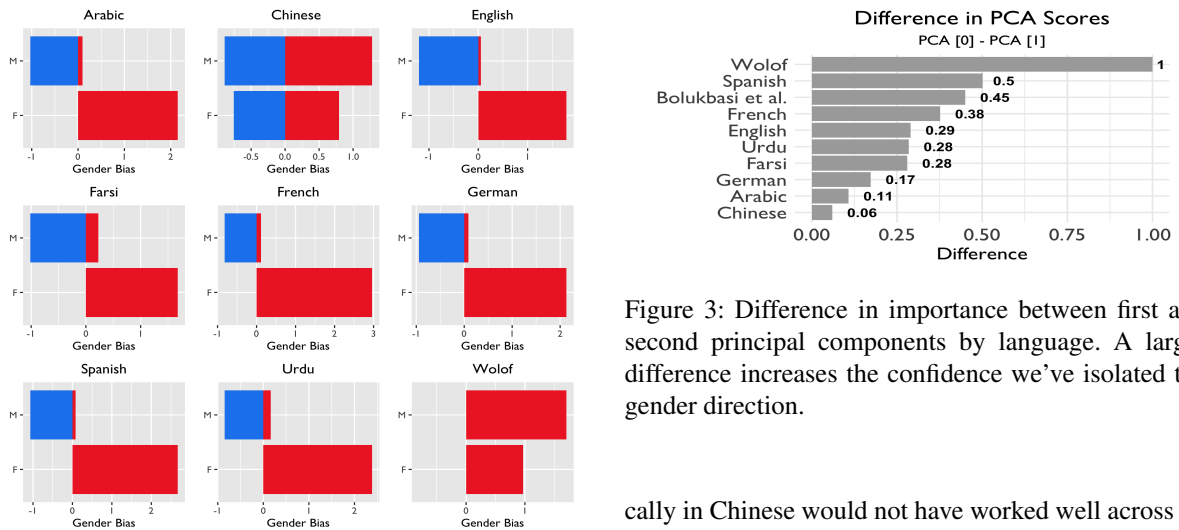 Arabic
M
F
-1 0 1 2
Gender Bias
Chinese
M
F
-0.5 0.0 0.5 1.0
Gender Bias
English
M
F
-1 0 1
Gender Bias
Farsi
M
F
-1 0 1
Gender Bias
French
M
F
-1 0 1 2 3
Gender Bias
German
M
F
-1 0 1 2
Gender Bias
Spanish
M
F
-1 0 1 2
Gender Bias
Urdu
M
F
-1 0 1 2
Gender Bias
Wolof
M
F
-1 0 1
Gender Bias
Difference in PCA Scores
PCA [0] - PCA [1]
Wolof 1
Spanish 0.5
Bolukbasi et al. 0.45
French 0.38
English 0.29
Urdu 0.28
Farsi 0.28
German 0.17
Arabic 0.11
Chinese 0.06
0.00 0.25 0.50 0.75 1.00
Difference
Figure 3: Difference in importance between first a
second principal components by language. A larg
difference increases the confidence we've isolated t
gender direction.
cally in Chinese would not have worked well across